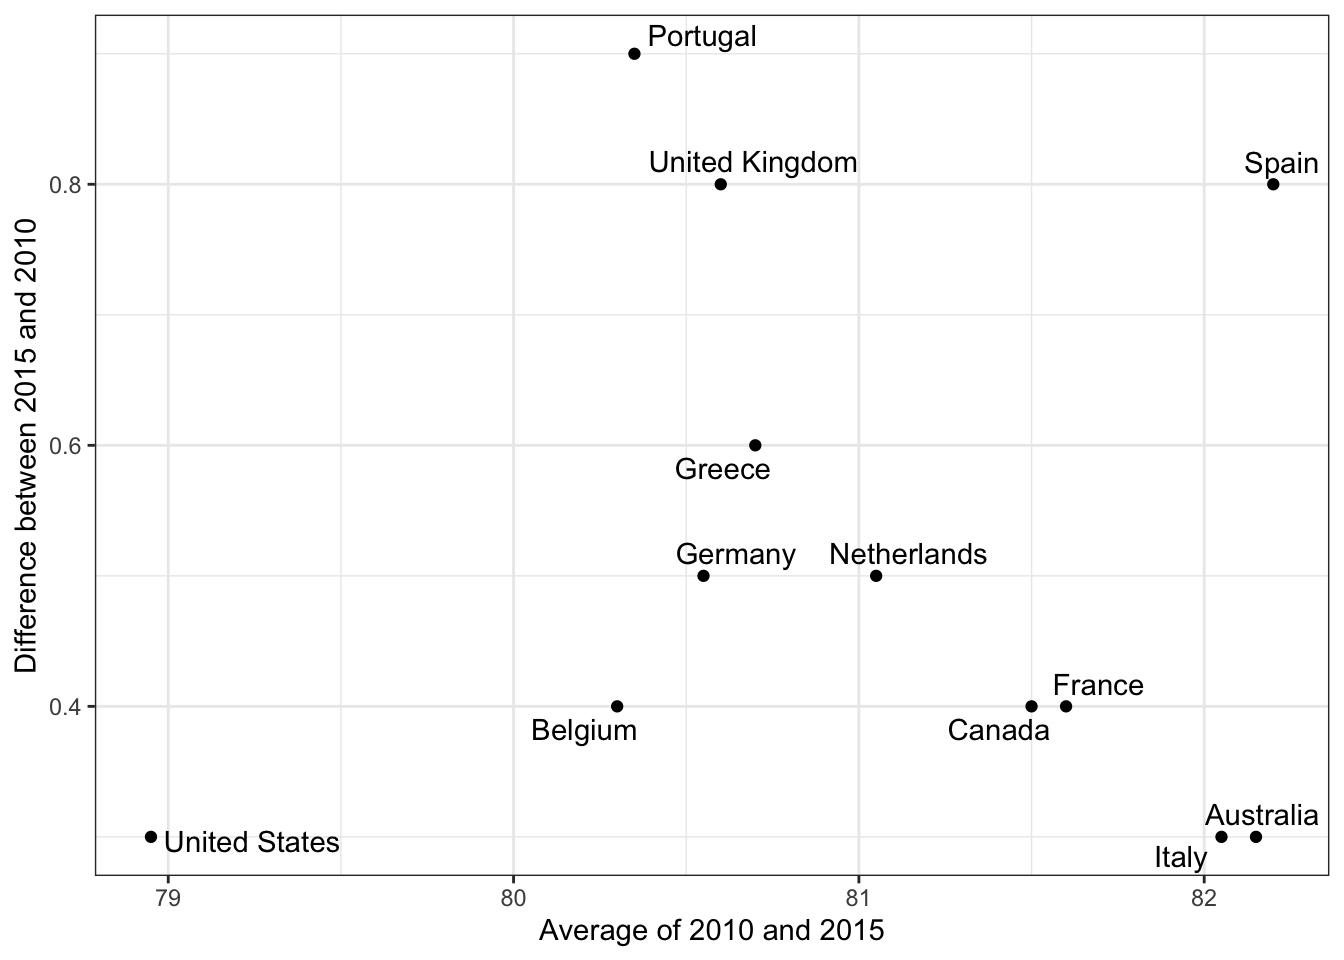 Portugal
United Kingdom
Spain
0.8
Difference between 2015 and 2010
0.6
Greece
Germany
Netherlands
France
0.4
Belgium
Canada
Australia
United States
Italy
79
80
81
82
Average of 2010 and 2015